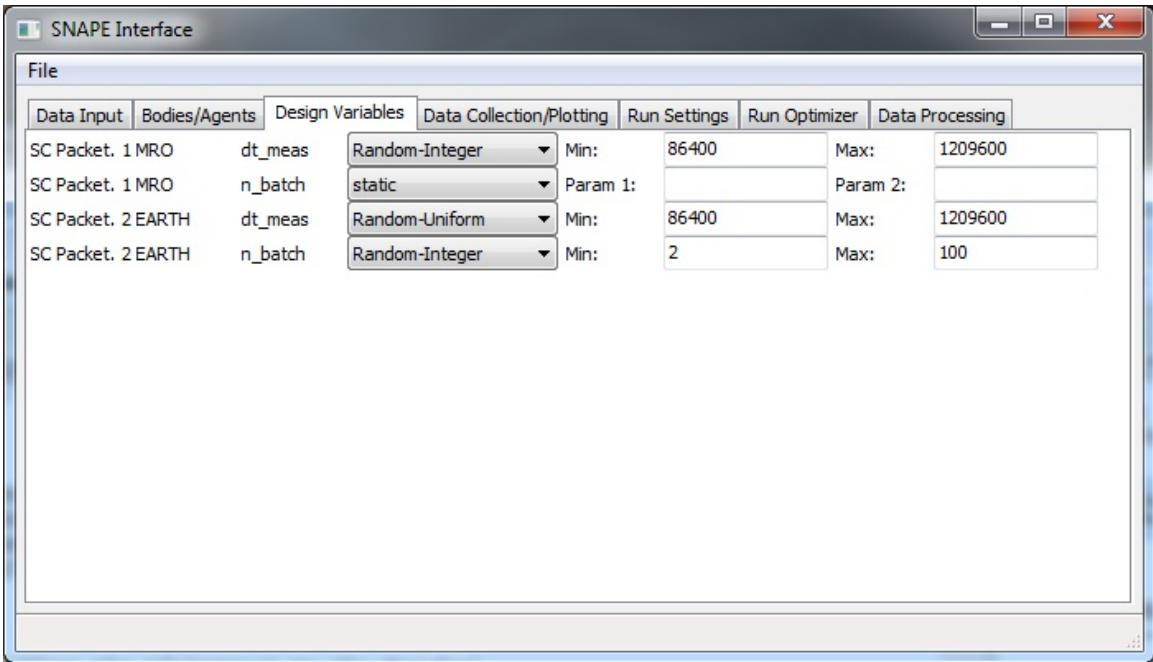 SNAPE Interface
File
Data Input Bodies/Agents Design Variables Data Collection/Plotting Run Settings Run Optimizer Data Processing
SC Packet. 1 MRO dt_meas Random-Integer Min: 86400 Max: 1209600
SC Packet. 1 MRO n_batch static Param 1: Param 2:
SC Packet. 2 EARTH dt_meas Random-Uniform Min: 86400 Max: 1209600
SC Packet. 2 EARTH n_batch Random-Integer Min: 2 Max: 100